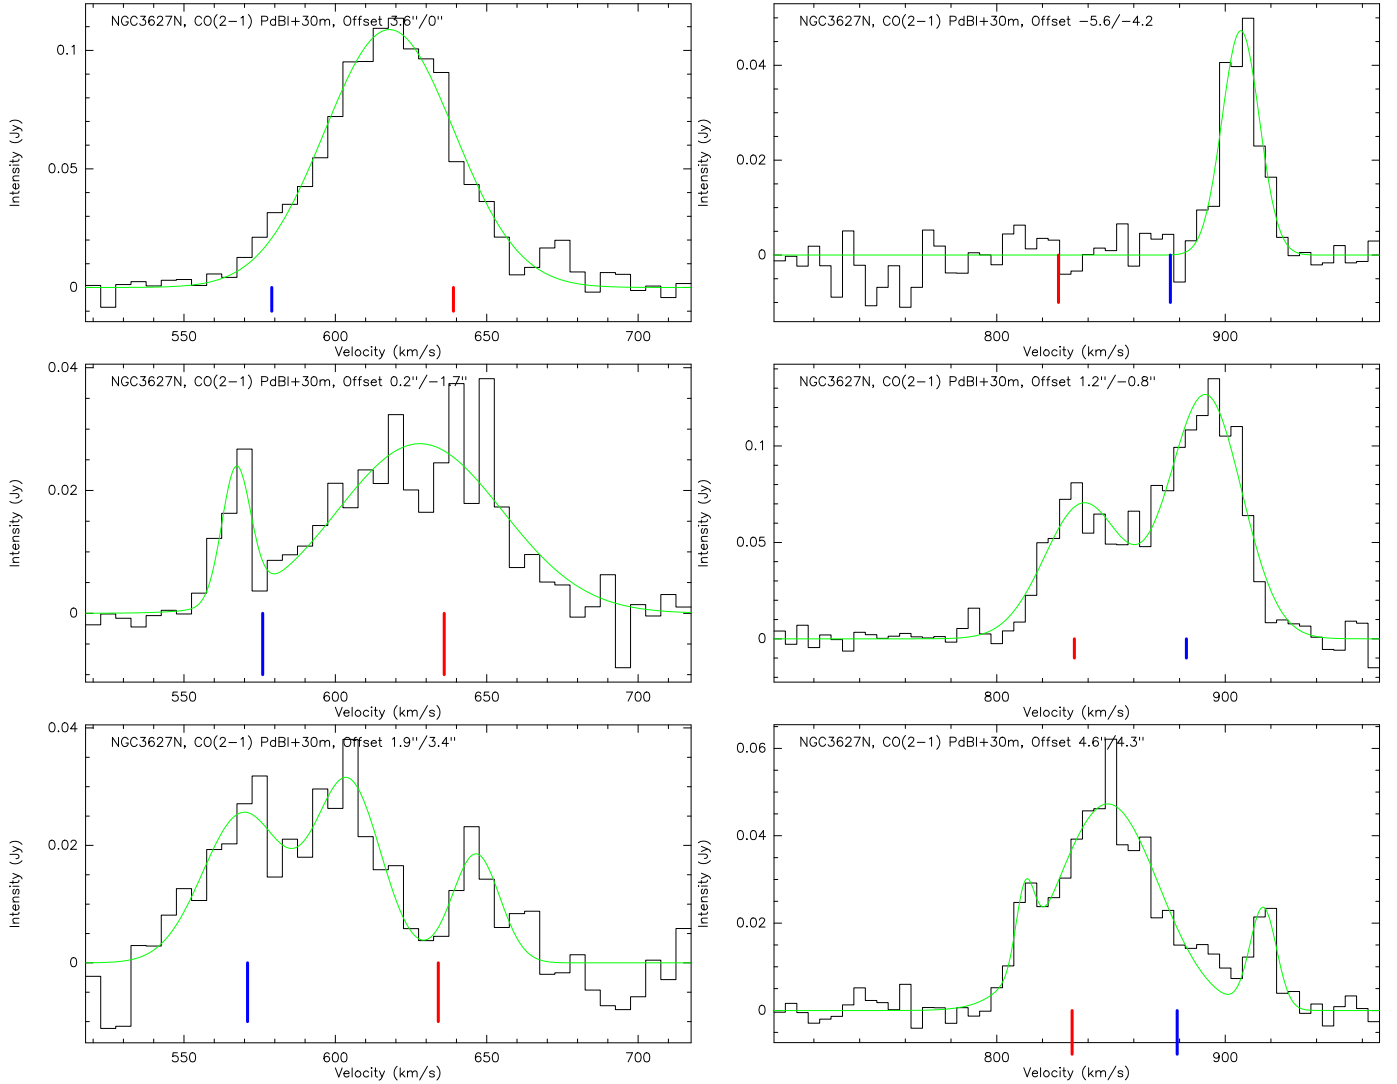 NGC3627N, CO(2−1) PdBI+30m, Offset 3.6"/0"
0.1
0.05
0
Intensity (Jy)
550 600 650 700
Velocity (km/s)
NGC3627N, CO(2−1) PdBI+30m, Offset −5.6/−4.2
0.04
0.02
0
Intensity (Jy)
800 900
Velocity (km/s)
NGC3627N, CO(2−1) PdBI+30m, Offset 0.2"/−1.7"
0.04
0.02
0
Intensity (Jy)
550 600 650 700
Velocity (km/s)
NGC3627N, CO(2−1) PdBI+30m, Offset 1.2"/−0.8"
0.1
0.05
0
Intensity (Jy)
800 900
Velocity (km/s)
NGC3627N, CO(2−1) PdBI+30m, Offset 1.9"/3.4"
0.04
0.02
0
Intensity (Jy)
550 600 650 700
Velocity (km/s)
NGC3627N, CO(2−1) PdBI+30m, Offset 4.6"/4.3"
0.06
0.04
0.02
0
Intensity (Jy)
800 900
Velocity (km/s)